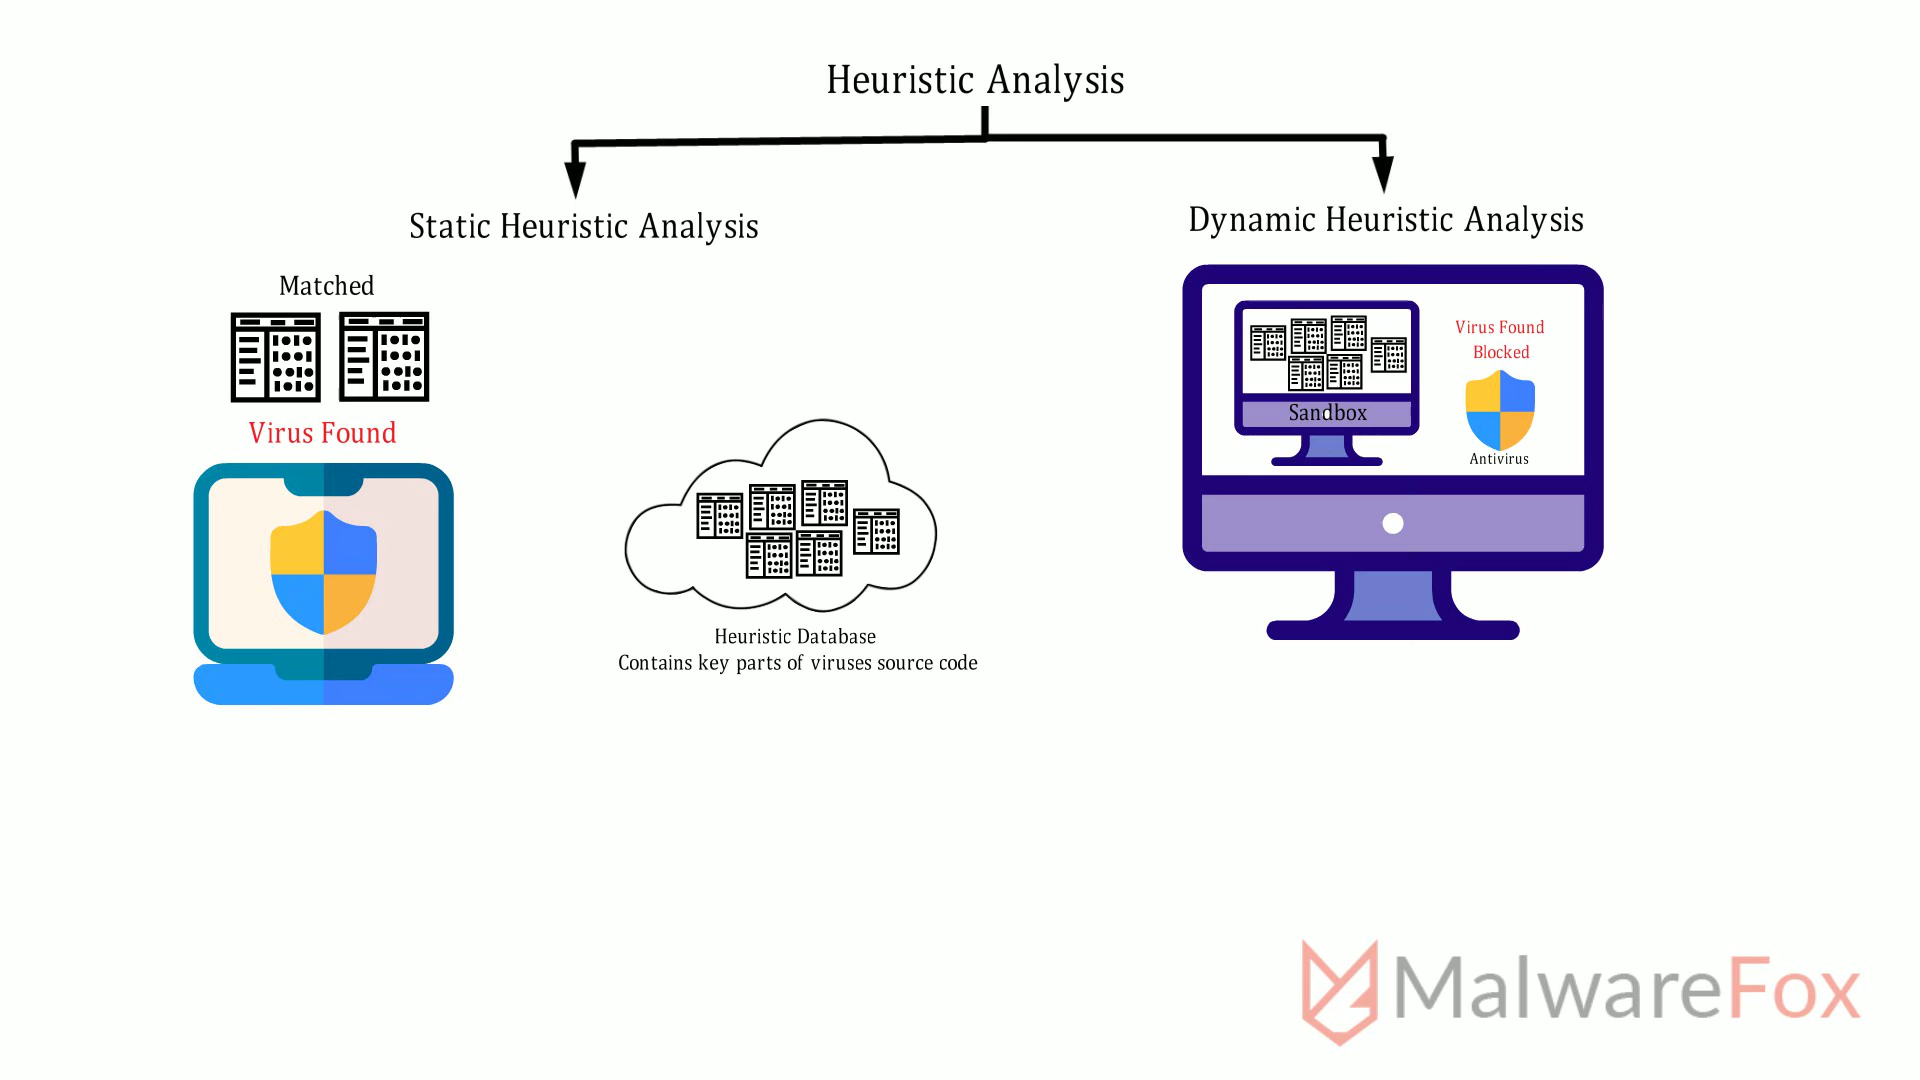 Heuristic Analysis
Static Heuristic Analysis
Dynamic Heuristic Analysis
Matched
Virus Found
Heuristic Database
Contains key parts of viruses source code
Virus Found
Blocked
Sandbox
Antivirus
MalwareFox